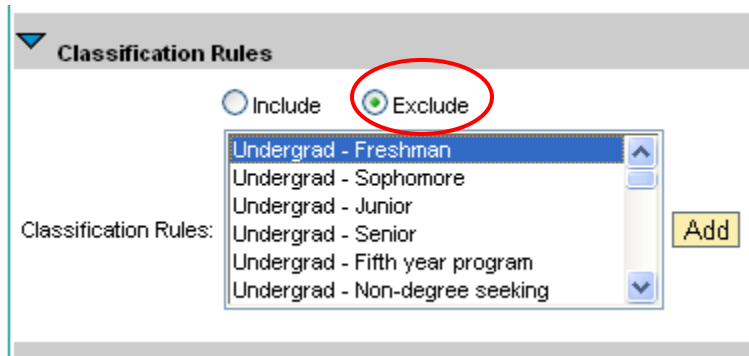 Classification Rules
Include Exclude
Undergrad - Freshman
Undergrad - Sophomore
Undergrad - Junior
Classification Rules: Undergrad - Senior Add
Undergrad - Fifth year program
Undergrad - Non-degree seeking